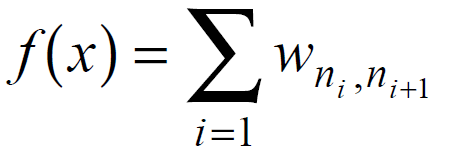 f(x) = ∑_{i=1} w_{n_i, n_{i+1}}